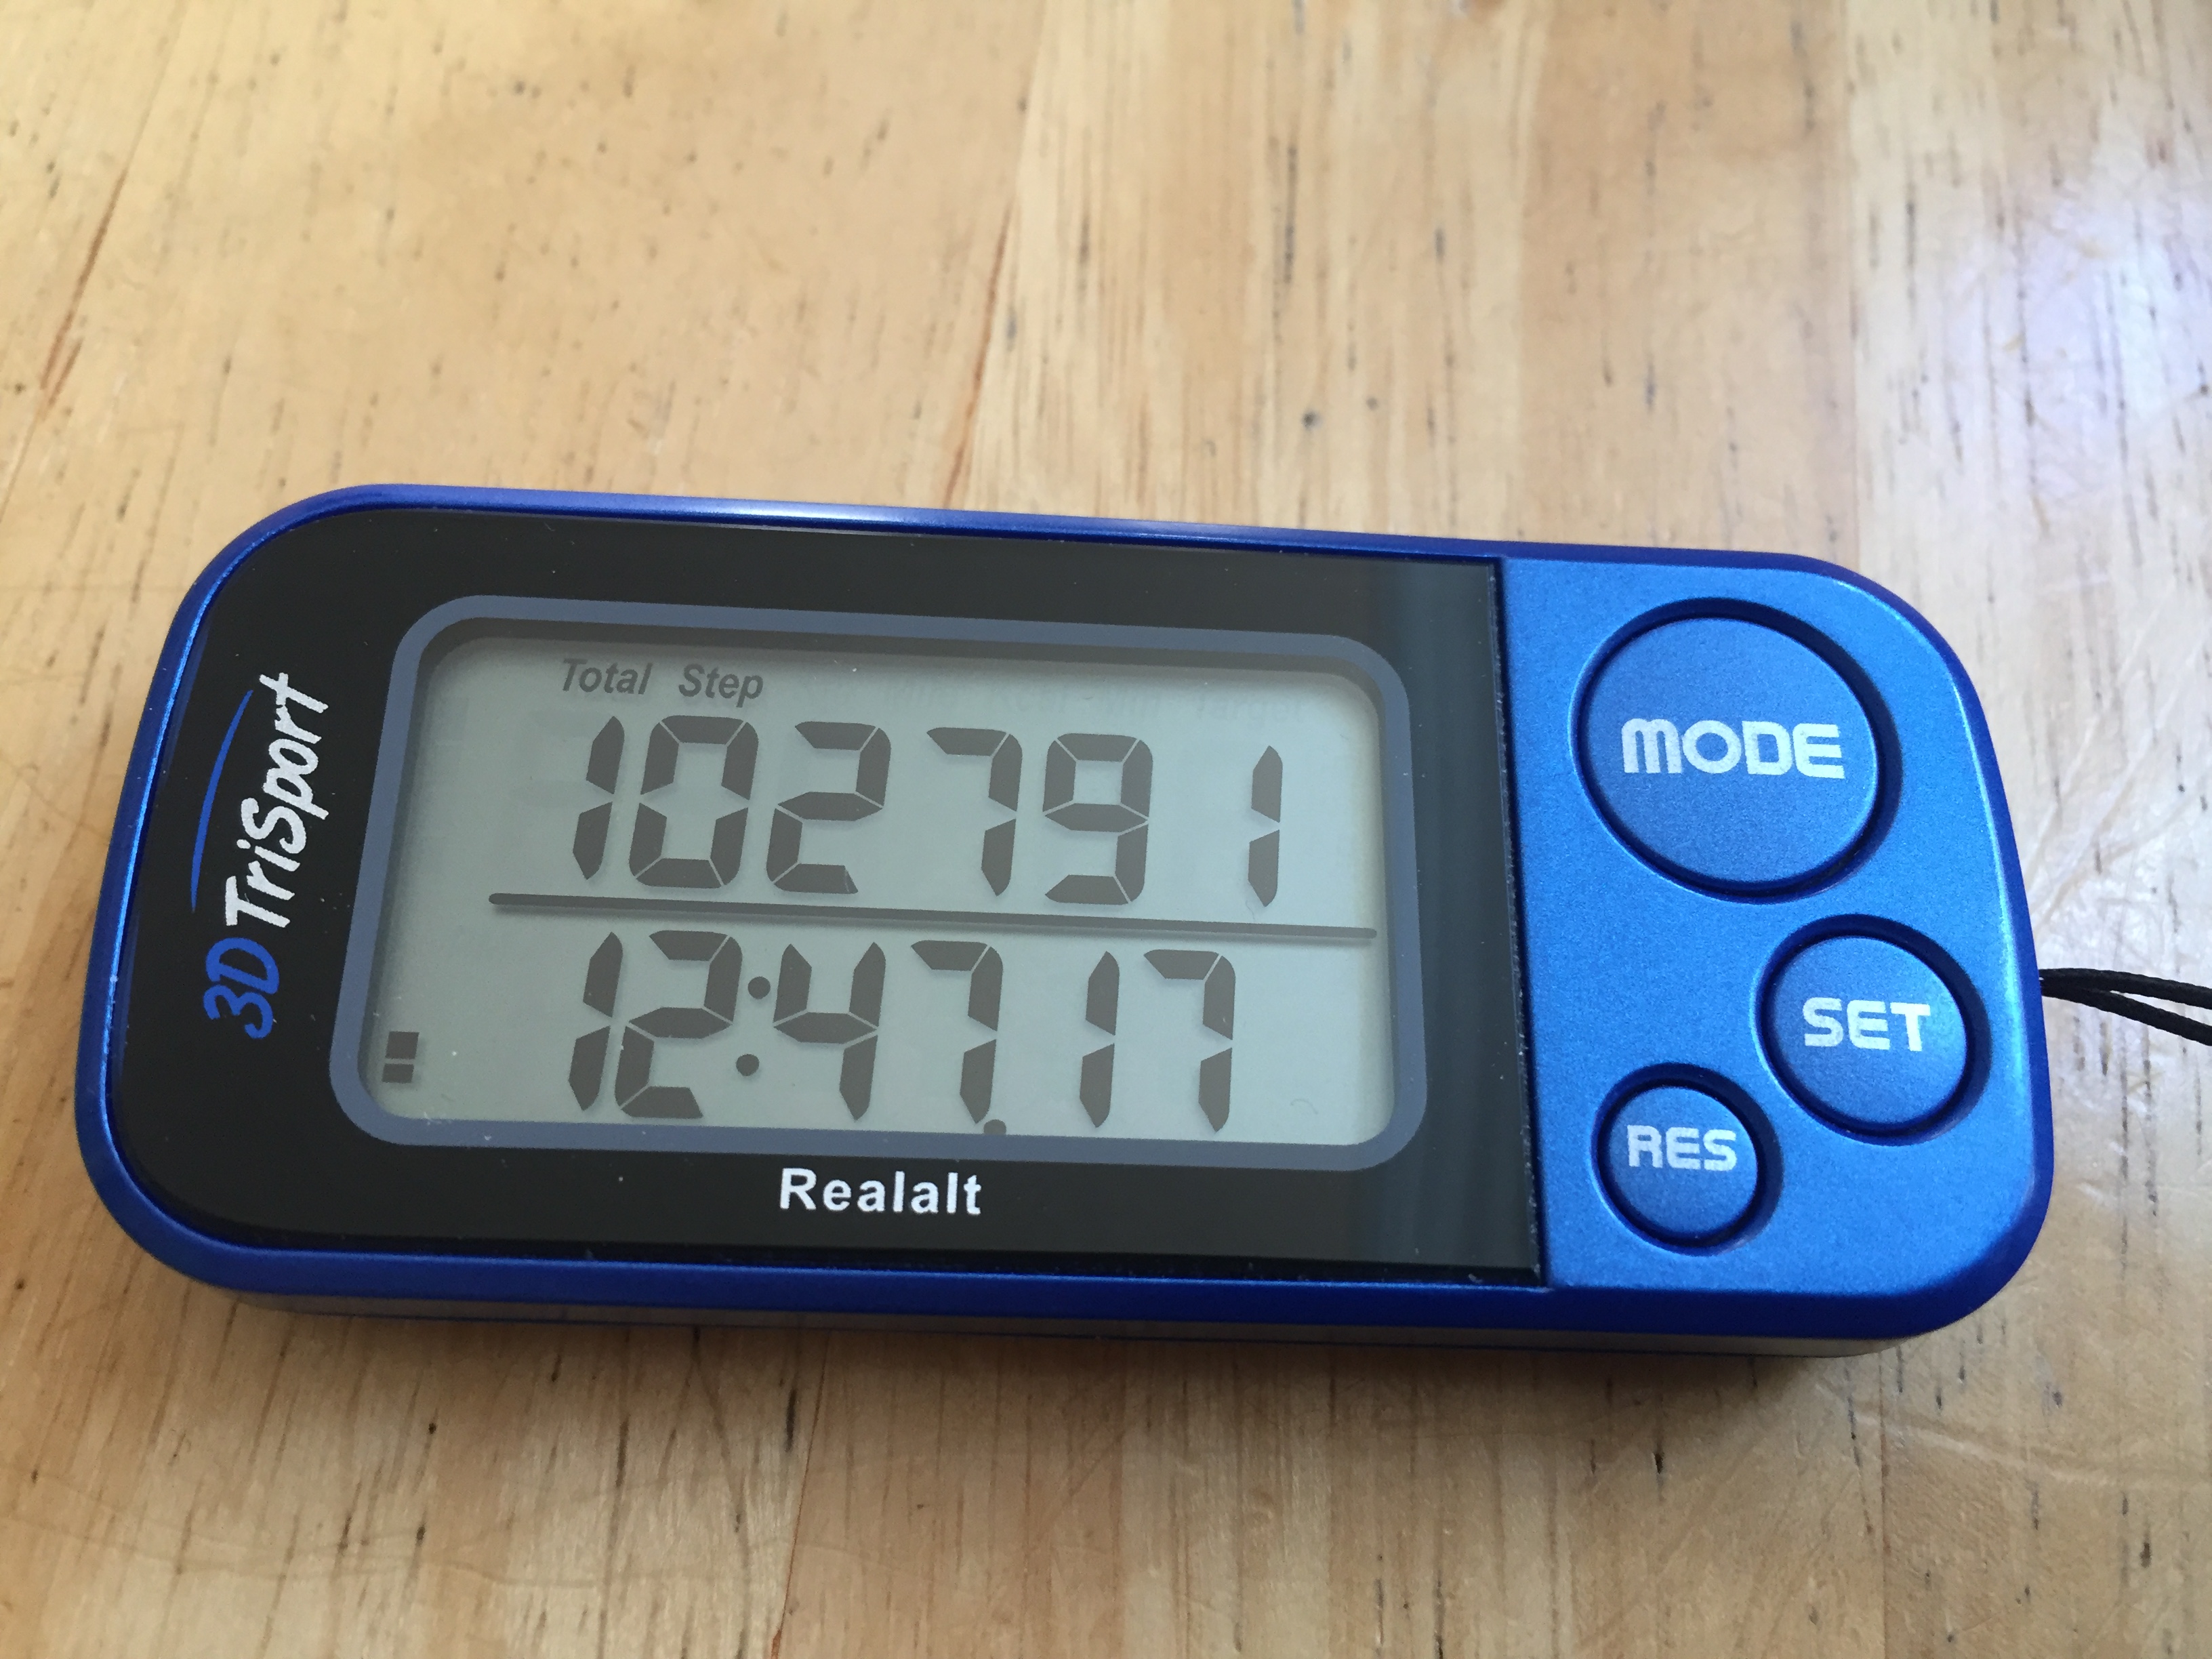 Total Step
102791
12:47.17
3D TriSport
Realalt
MODE
SET
RES